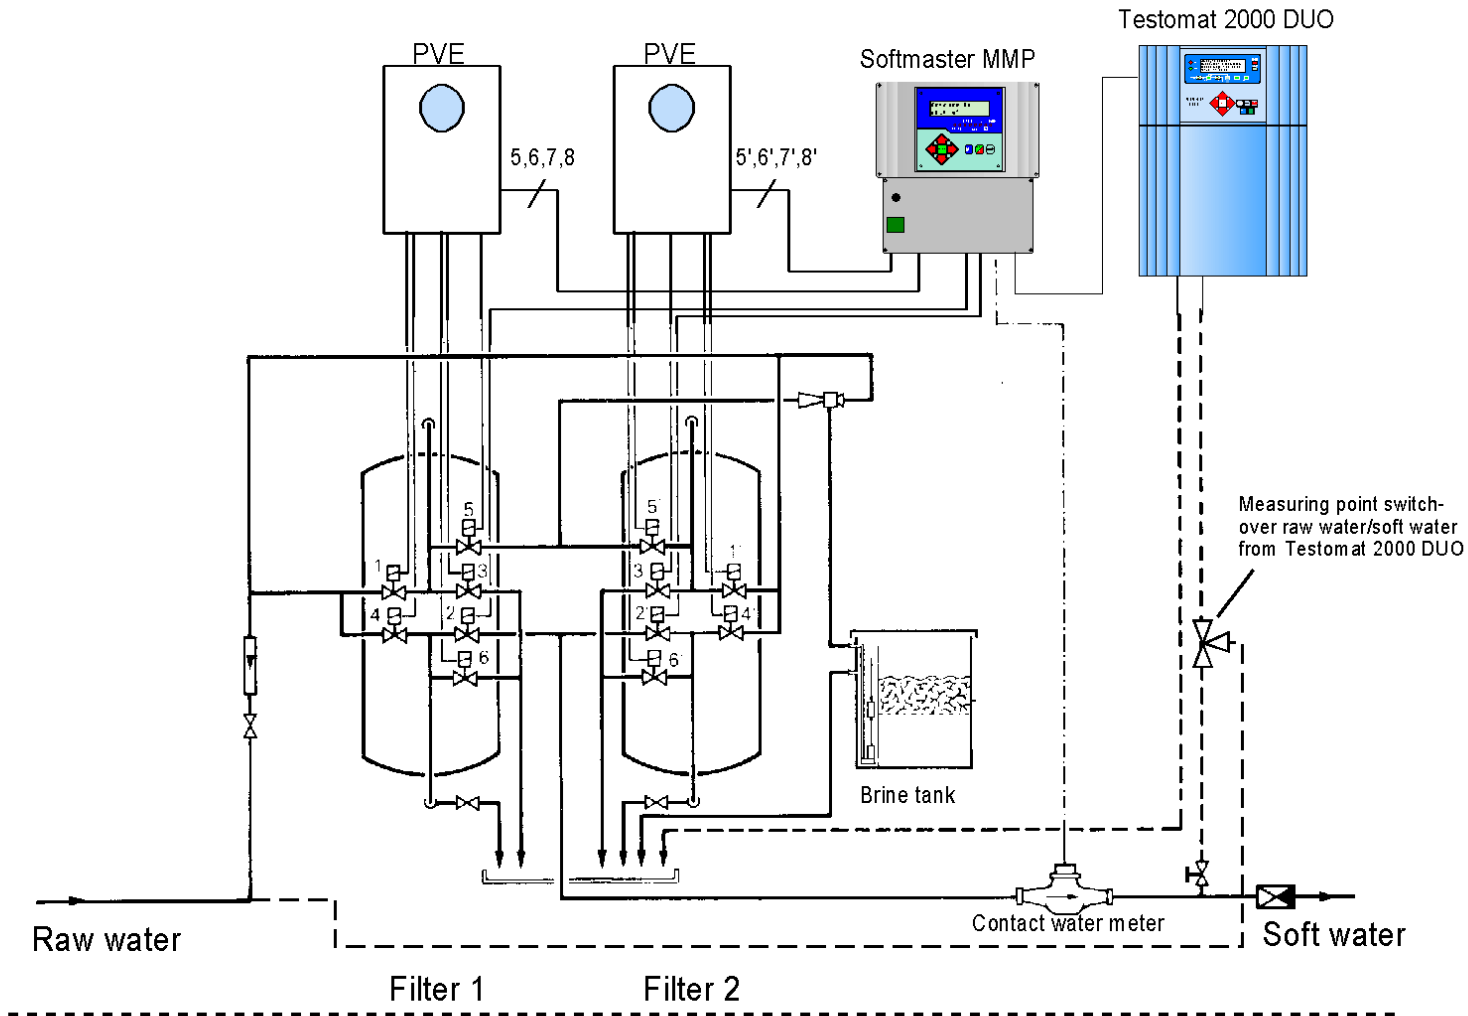 Testomat 2000 DUO
PVE
PVE
Softmaster MMP
5,6,7,8
5',6',7',8'
Measuring point switch-
over raw water/soft water
from Testomat 2000 DUO
5
5'
1
3
3
1'
4
2
2'
4'
6
6'
Brine tank
Contact water meter
Raw water
Soft water
Filter 1
Filter 2